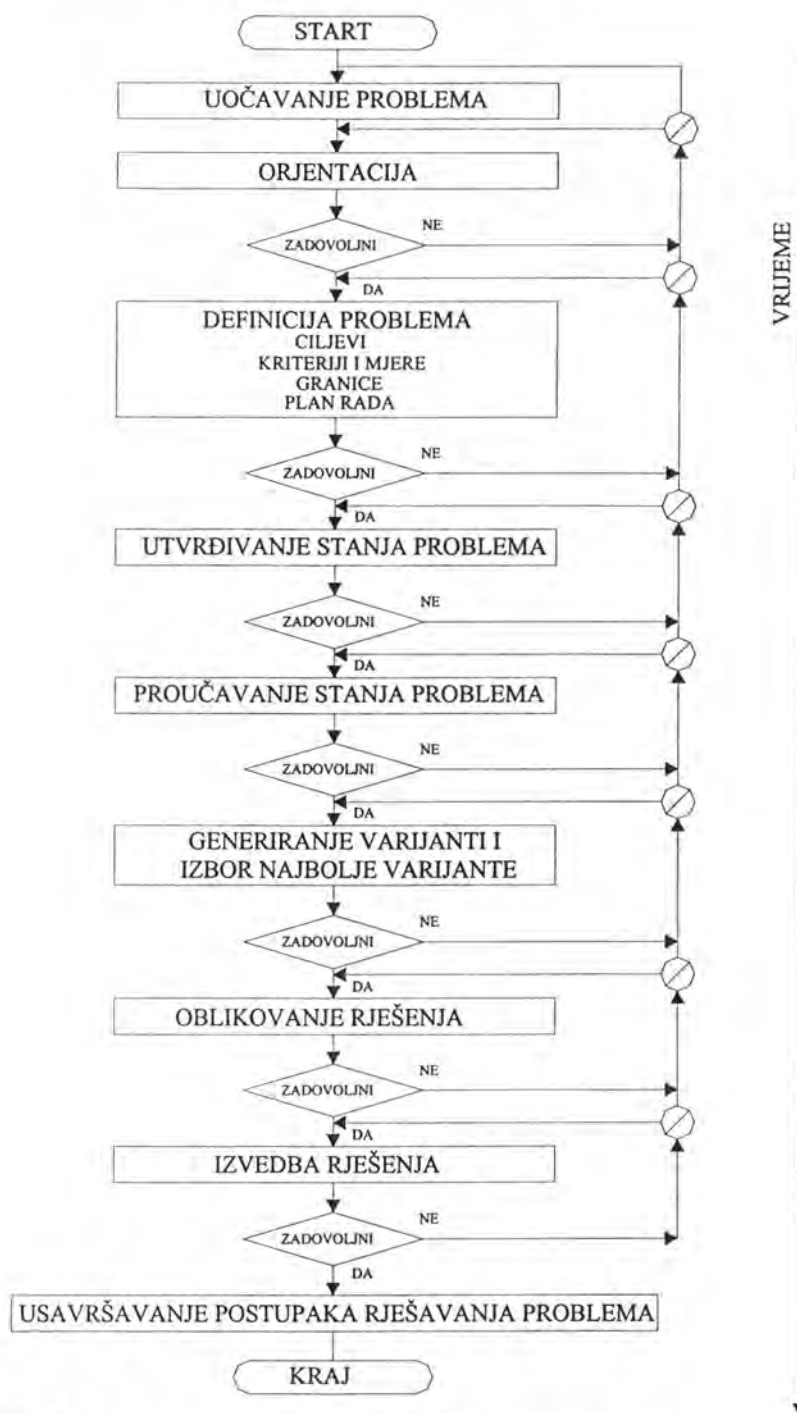 START
UOČAVANJE PROBLEMA
ORJENTACIJA
ZADOVOLJNI
NE
DA
DEFINICIJA PROBLEMA
CILJEVI
KRITERIJI I MJERE
GRANICE
PLAN RADA
ZADOVOLJNI
NE
DA
UTVRĐIVANJE STANJA PROBLEMA
ZADOVOLJNI
NE
DA
PROUČAVANJE STANJA PROBLEMA
ZADOVOLJNI
NE
DA
GENERIRANJE VARIJANTI I
IZBOR NAJBOLJE VARIJANTE
ZADOVOLJNI
NE
DA
OBLIKOVANJE RJEŠENJA
ZADOVOLJNI
NE
DA
IZVEDBA RJEŠENJA
ZADOVOLJNI
NE
DA
USAVRŠAVANJE POSTUPAKA RJEŠAVANJA PROBLEMA
KRAJ
VRIJEME